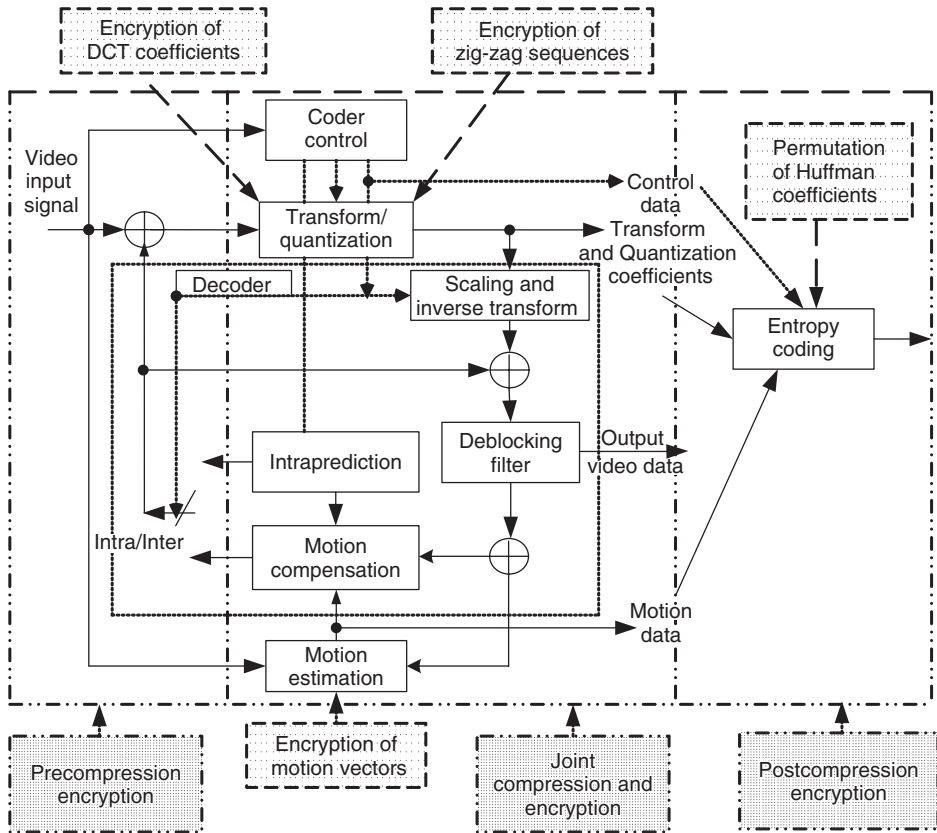 Encryption of
DCT coefficients
Encryption of
zig-zag sequences
Coder
control
Permutation
of Huffman
coefficients
Video
input
signal
Control
data
Transform/
quantization
Transform
and Quantization
coefficients
Decoder
Scaling and
inverse transform
Entropy
coding
Intraprediction
Deblocking
filter
Output
video data
Intra/Inter
Motion
compensation
Motion
data
Motion
estimation
Precompression
encryption
Encryption of
motion vectors
Joint
compression and
encryption
Postcompression
encryption